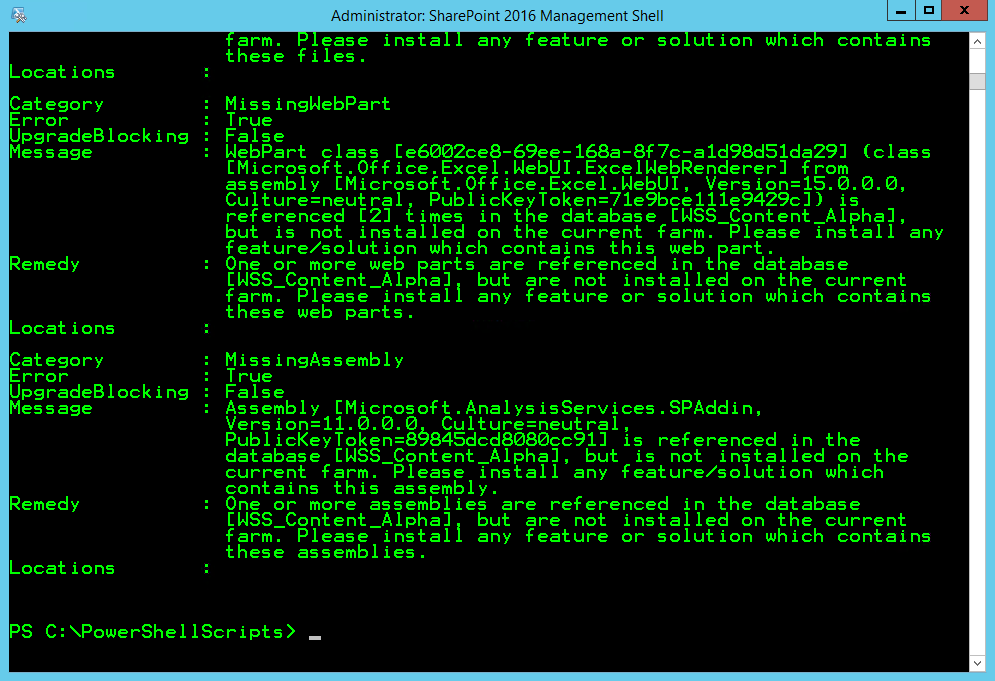 Administrator: SharePoint 2016 Management Shell
farm. Please install any feature or solution which contains
these files.
Locations :
Category : MissingWebPart
Error : True
UpgradeBlocking : False
Message : WebPart class [e6002ce8-69ee-168a-8f7c-a1d98d51da29] (class
[Microsoft.Office.Excel.WebUI.ExcelWebRenderer] from
assembly [Microsoft.Office.Excel.WebUI, Version=15.0.0.0,
Culture=neutral, PublicKeyToken=71e9bce111e9429c]) is
referenced [2] times in the database [WSS_Content_Alpha],
but is not installed on the current farm. Please install any
feature/solution which contains this web part.
Remedy : One or more web parts are referenced in the database
[WSS_Content_Alpha], but are not installed on the current
farm. Please install any feature or solution which contains
these web parts.
Locations :
Category : MissingAssembly
Error : True
UpgradeBlocking : False
Message : Assembly [Microsoft.AnalysisServices.SPAddin,
Version=11.0.0.0, Culture=neutral,
PublicKeyToken=89845dcd8080cc91] is referenced in the
database [WSS_Content_Alpha], but is not installed on the
current farm. Please install any feature/solution which
contains this assembly.
Remedy : One or more assemblies are referenced in the database
[WSS_Content_Alpha], but are not installed on the current
farm. Please install any feature or solution which contains
these assemblies.
Locations :
PS C:\PowerShellScripts> _